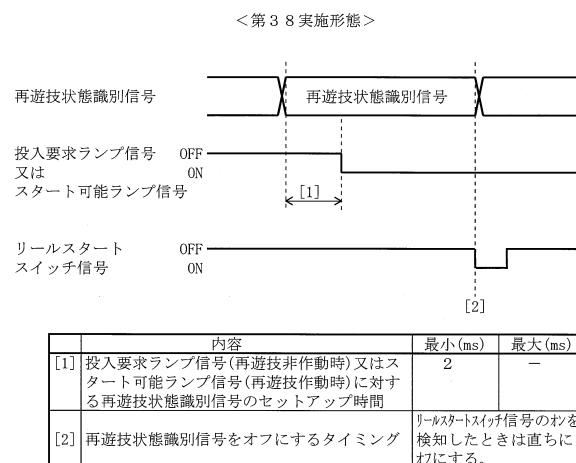 ＜第３８実施形態＞
再遊技状態識別信号
再遊技状態識別信号
投入要求ランプ信号 OFF
又は ON
スタート可能ランプ信号
[1]
リールスタート OFF
スイッチ信号 ON
[2]
内容 最小(ms) 最大(ms)
[1] 投入要求ランプ信号(再遊技非作動時)又はス 2 －
タート可能ランプ信号(再遊技作動時)に対す
る再遊技状態識別信号のセットアップ時間
[2] 再遊技状態識別信号をオフにするタイミング
ﾘｰﾙｽﾀｰﾄｽｲｯﾁ信号のｵﾝを
検知したときは直ちに
ｵﾌにする。